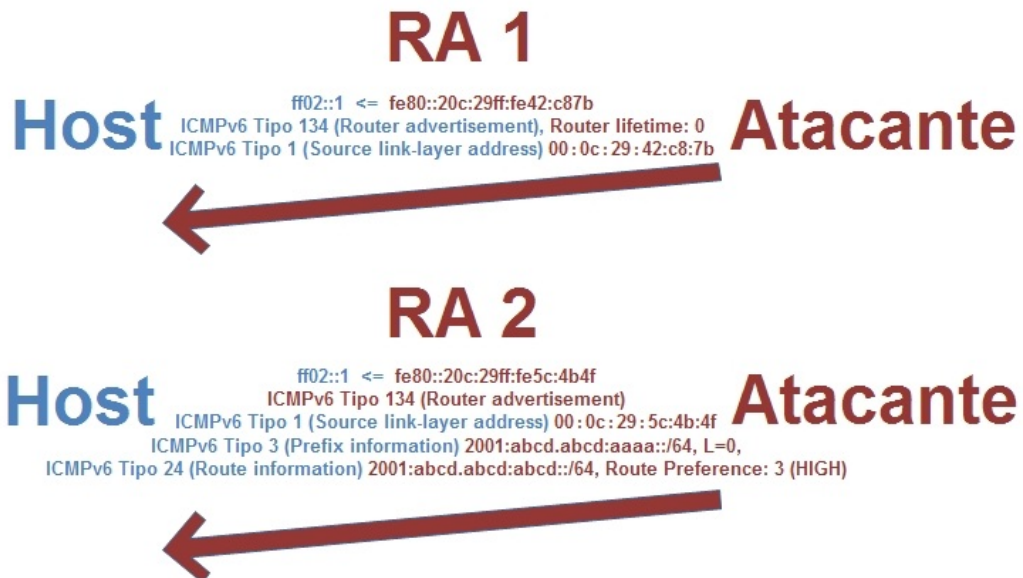 RA 1
ff02::1 <= fe80::20c:29ff:fe42:c87b
Host ICMPv6 Tipo 134 (Router advertisement), Router lifetime: 0 Atacante
ICMPv6 Tipo 1 (Source link-layer address) 00:0c:29:42:c8:7b
RA 2
ff02::1 <= fe80::20c:29ff:fe5c:4b4f
Host ICMPv6 Tipo 134 (Router advertisement) Atacante
ICMPv6 Tipo 1 (Source link-layer address) 00:0c:29:5c:4b:4f
ICMPv6 Tipo 3 (Prefix information) 2001:abcd.abcd:aaaa::/64, L=0,
ICMPv6 Tipo 24 (Route information) 2001:abcd.abcd:abcd::/64, Route Preference: 3 (HIGH)